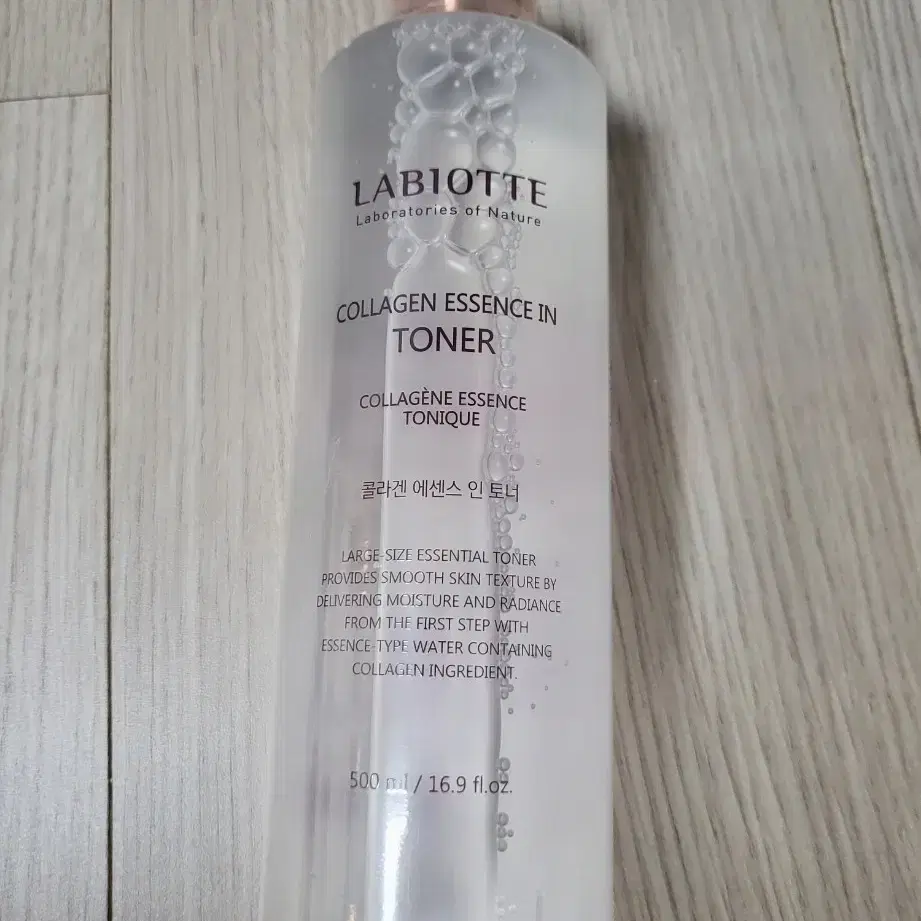 LABIOTTE
Laboratories of Nature
COLLAGEN ESSENCE IN
TONER
COLLAGÈNE ESSENCE
TONIQUE
콜라겐 에센스 인 토너
LARGE-SIZE ESSENTIAL TONER
PROVIDES SMOOTH SKIN TEXTURE BY
DELIVERING MOISTURE AND RADIANCE
FROM THE FIRST STEP WITH
ESSENCE-TYPE WATER CONTAINING
COLLAGEN INGREDIENT.
500 ml / 16.9 fl.oz.